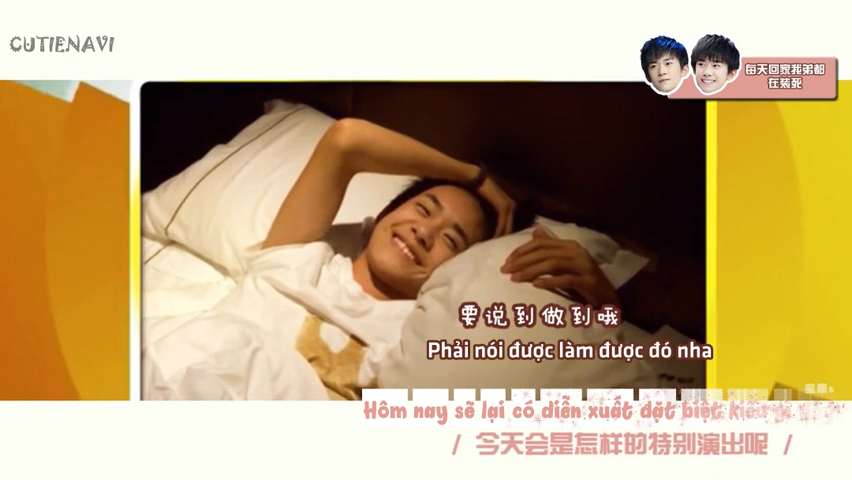 CUTIENAVI
每天回家我弟都
在装死
要说到做到哦
Phải nói được làm được đó nha
Hôm nay sẽ lại có diễn xuất đặt biệt kiểu
/ 今天会是怎样的特别演出呢 /